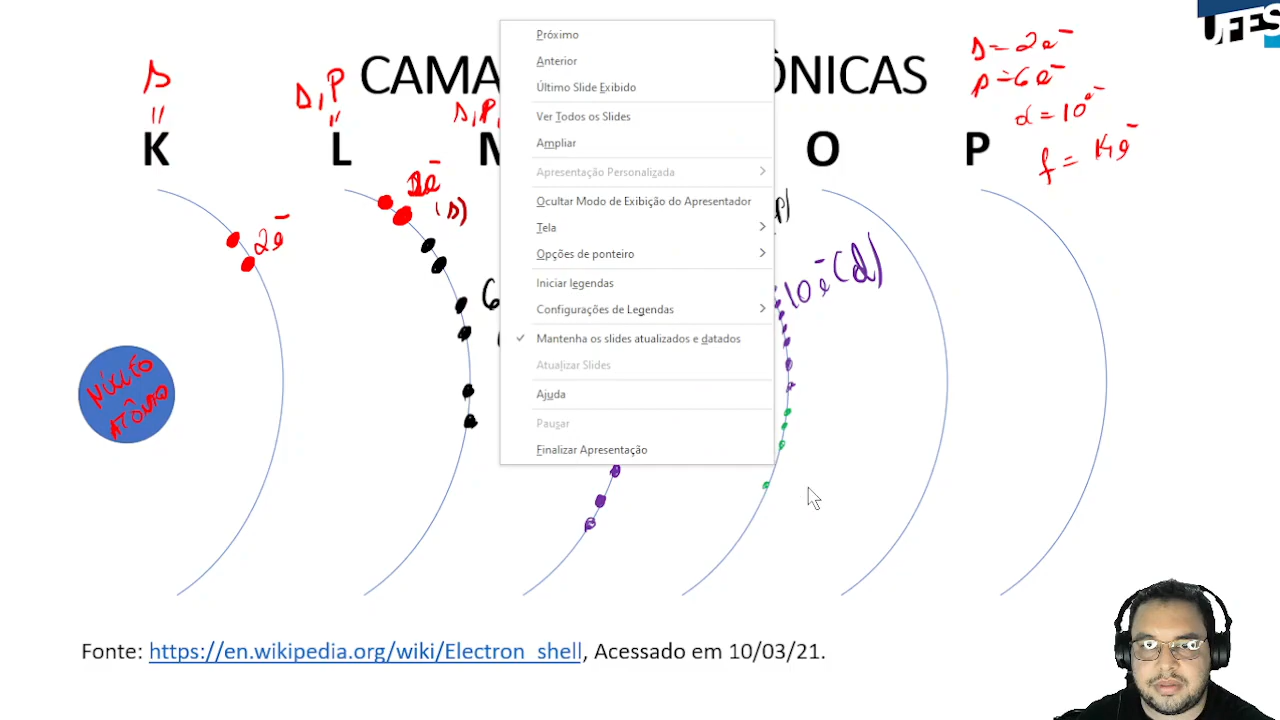 UFES
CAMA ÔNICAS
s
s, p
s, p,
s = 2e⁻
p = 6e⁻
d = 10e⁻
f = 14e⁻
K L M O P
2e⁻
2e⁻
(s)
6
p)
10e⁻(d)
NÚCLEO
ATÔMICO
Próximo
Anterior
Último Slide Exibido
Ver Todos os Slides
Ampliar
Apresentação Personalizada
Ocultar Modo de Exibição do Apresentador
Tela
Opções de ponteiro
Iniciar legendas
Configurações de Legendas
Mantenha os slides atualizados e datados
Atualizar Slides
Ajuda
Pausar
Finalizar Apresentação
Fonte: https://en.wikipedia.org/wiki/Electron_shell, Acessado em 10/03/21.